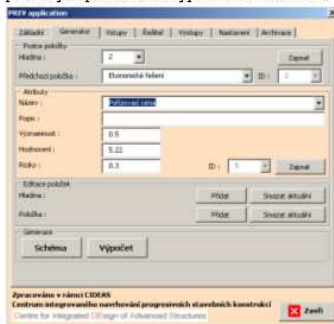 PREV application
Základní Generator Vstupy Ředitel Výstupy Nastavení Archivace
Pozice položky
Hladina : 2 Zapsat
Předchozí položka : Ekonomické řešení ID :
Atributy
Název : Pořizovací cena
Popis :
Významnost : 0.5
Hodnocení : 5.22
Riziko : 0.3 ID : 5 Zapsat
Editace položek
Hladina : Přidat Smazat aktuální
Položka : Přidat Smazat aktuální
Generace
Schéma Výpočet
Zpracováno v rámci CIDEAS
Centrum integrovaného navrhování progresivních stavebních konstrukcí
Centre for Integrated DEsign of Advanced Structures
Zavři